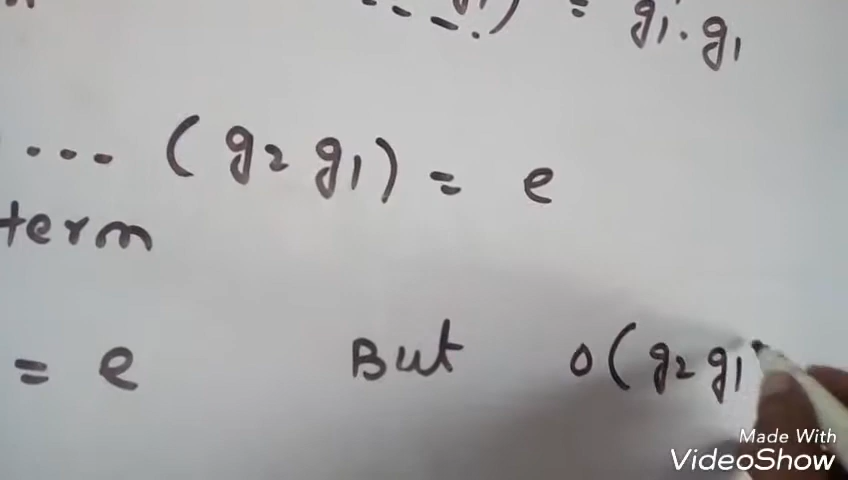 ----.) = g₁.g₁
... (g₂ g₁) = e
term
= e But o(g₂ g₁
Made With
VideoShow